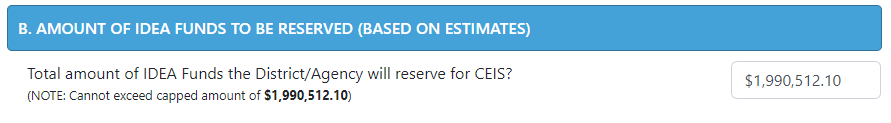 B. AMOUNT OF IDEA FUNDS TO BE RESERVED (BASED ON ESTIMATES)
Total amount of IDEA Funds the District/Agency will reserve for CEIS?
$1,990,512.10
(NOTE: Cannot exceed capped amount of $1,990,512.10)